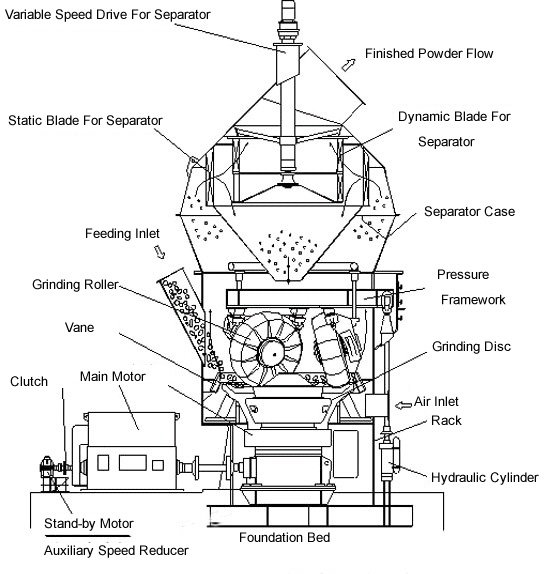 Variable Speed Drive For Separator
Finished Powder Flow
Static Blade For Separator
Dynamic Blade For
Separator
Separator Case
Feeding Inlet
Pressure
Framework
Grinding Roller
Vane
Grinding Disc
Clutch
Main Motor
Air Inlet
Rack
Hydraulic Cylinder
Stand-by Motor
Auxiliary Speed Reducer
Foundation Bed